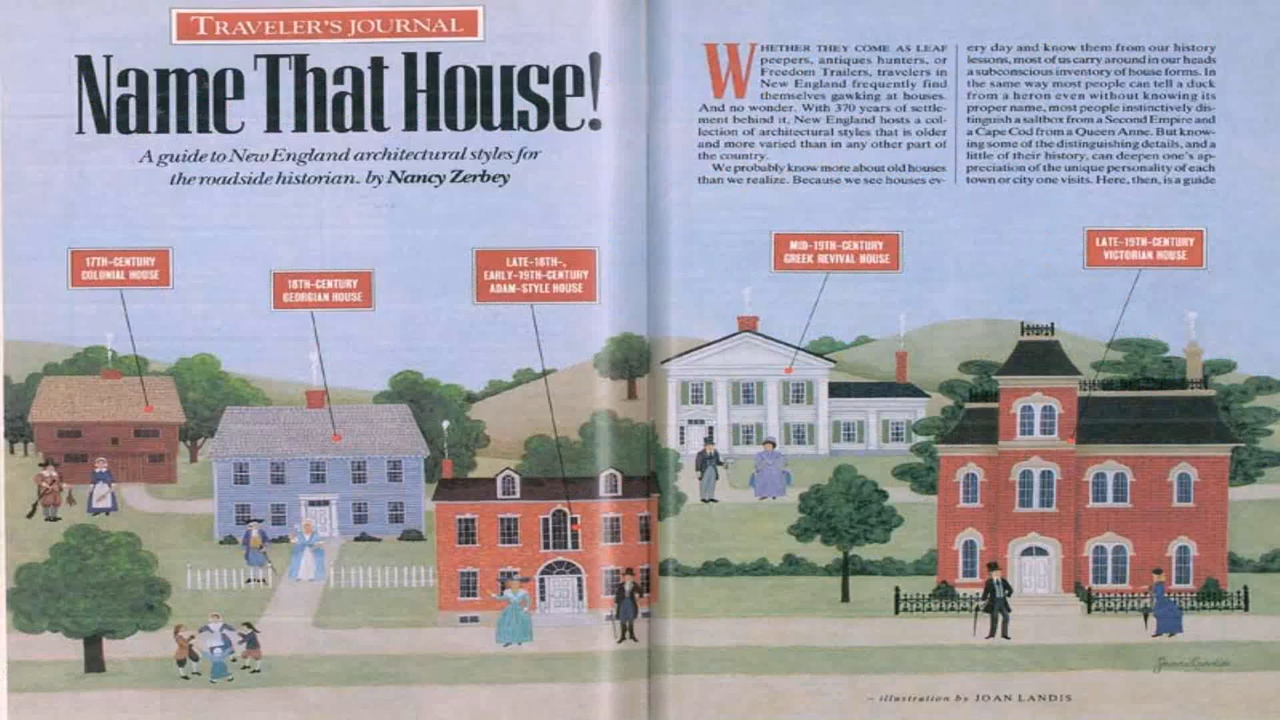 TRAVELER'S JOURNAL
Name That House!
A guide to New England architectural styles for
the roadside historian. by Nancy Zerbey
WHETHER THEY COME AS LEAF
peepers, antiques hunters, or
Freedom Trailers, travelers in
New England frequently find
themselves gawking at houses.
And no wonder. With 370 years of settle-
ment behind it, New England hosts a col-
lection of architectural styles that is older
and more varied than in any other part of
the country.
We probably know more about old houses
than we realize. Because we see houses ev-
ery day and know them from our history
lessons, most of us carry around in our heads
a subconscious inventory of house forms. In
the same way most people can tell a duck
from a heron even without knowing its
proper name, most people instinctively dis-
tinguish a saltbox from a Second Empire and
a Cape Cod from a Queen Anne. But know-
ing some of the distinguishing details, and a
little of their history, can deepen one's ap-
preciation of the unique personality of each
town or city one visits. Here, then, is a guide
17TH-CENTURY
COLONIAL HOUSE
18TH-CENTURY
GEORGIAN HOUSE
LATE-18TH-,
EARLY-19TH-CENTURY
ADAM-STYLE HOUSE
MID-19TH-CENTURY
GREEK REVIVAL HOUSE
LATE-19TH-CENTURY
VICTORIAN HOUSE
Joan Landis
– illustration by JOAN LANDIS